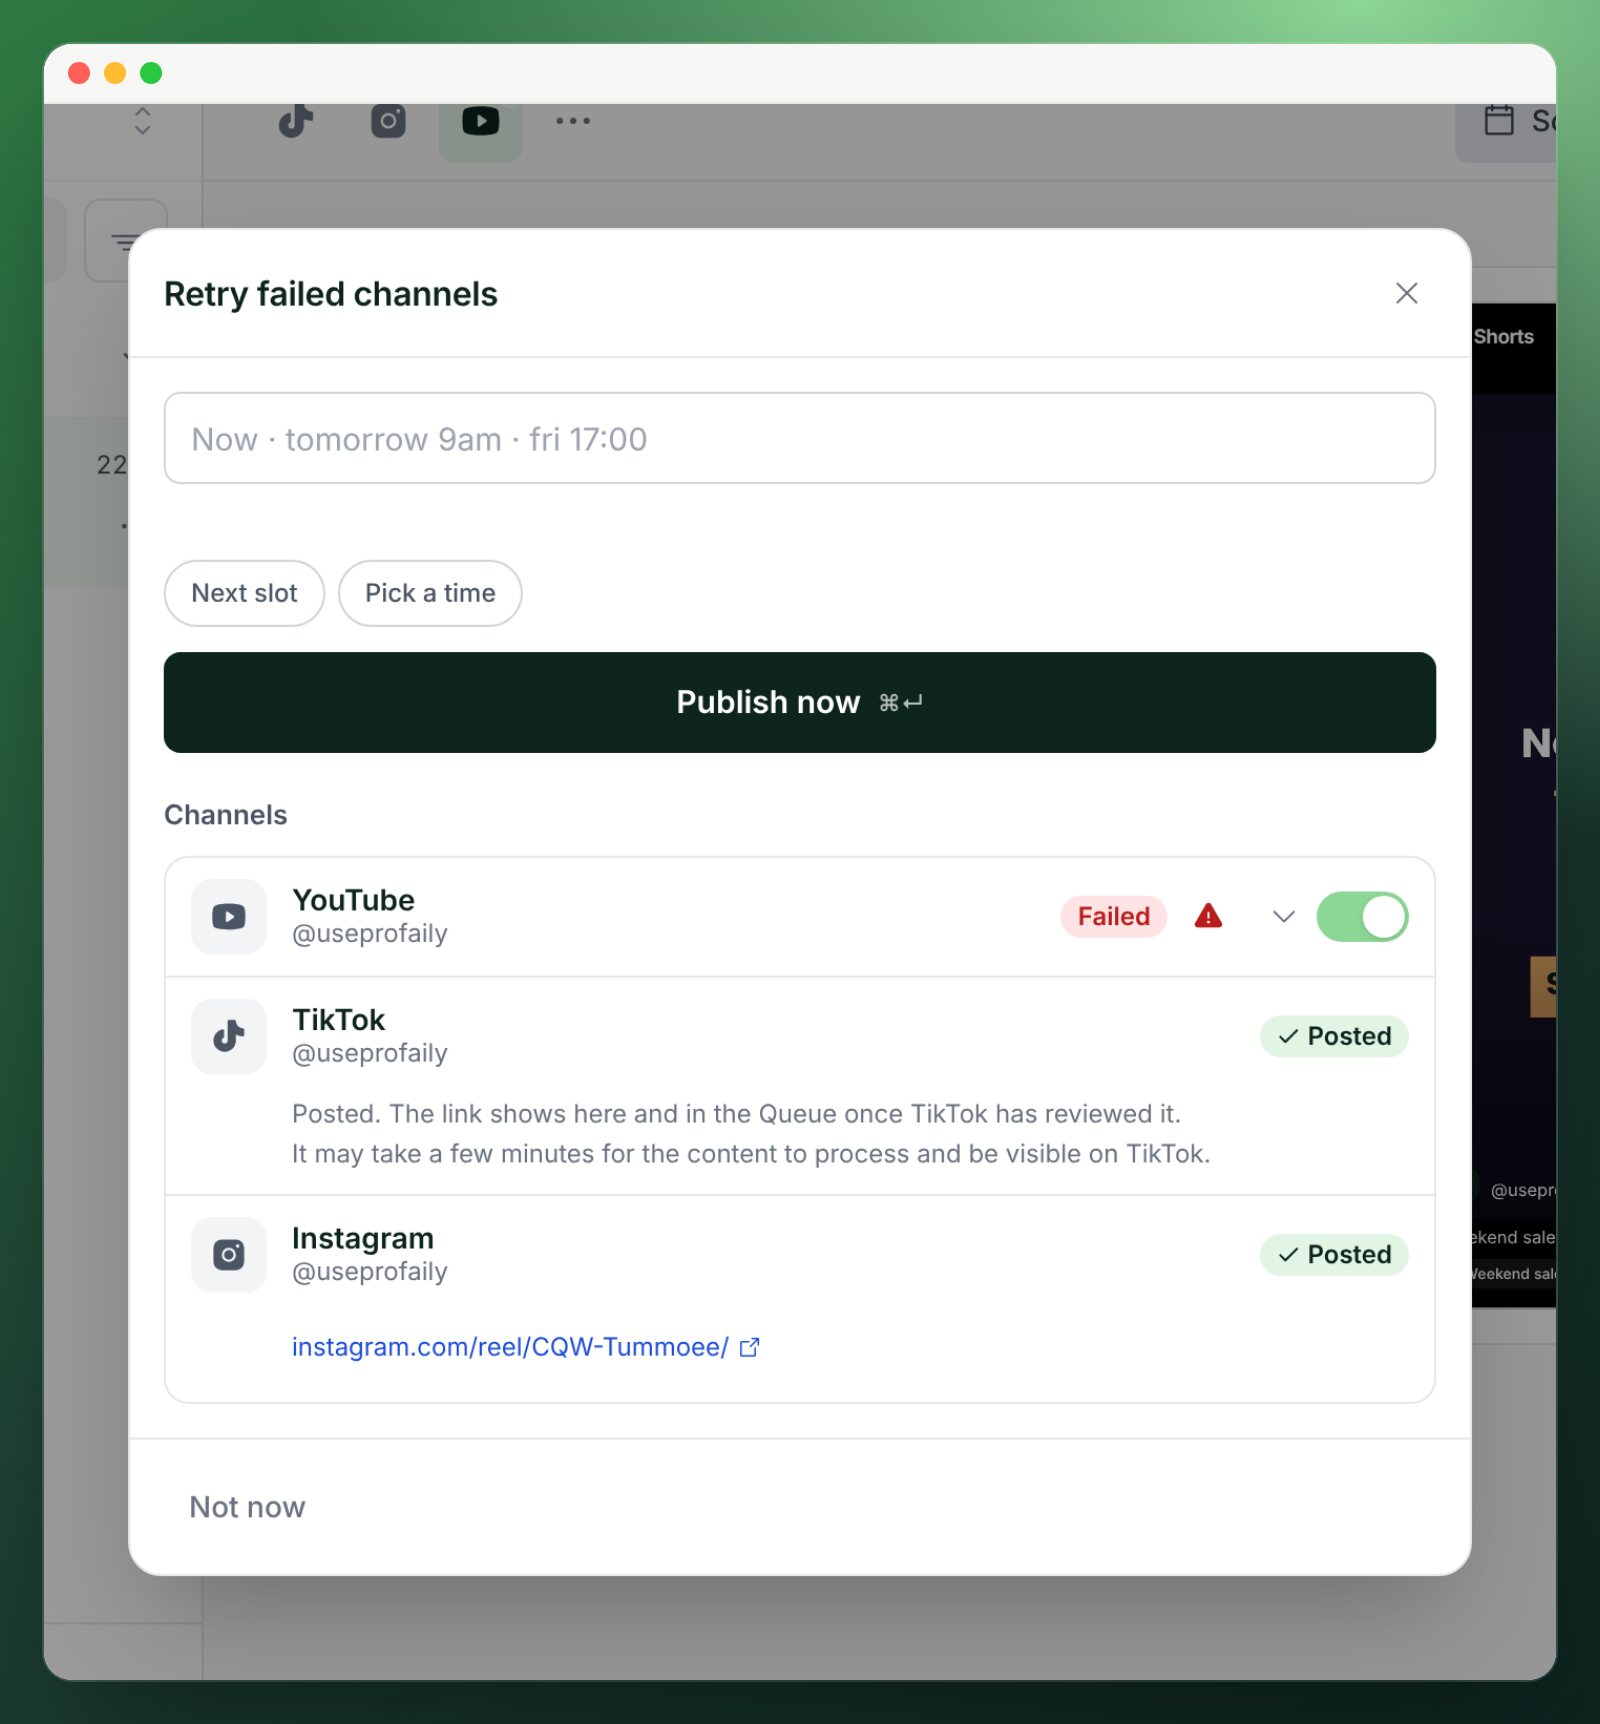 Retry failed channels
Shorts
Now · tomorrow 9am · fri 17:00
22
Next slot
Pick a time
Publish now ⌘↵
Channels
YouTube
@useprofaily
Failed
TikTok
@useprofaily
Posted
Posted. The link shows here and in the Queue once TikTok has reviewed it.
It may take a few minutes for the content to process and be visible on TikTok.
Instagram
@useprofaily
Posted
instagram.com/reel/CQW-Tummoee/
Not now